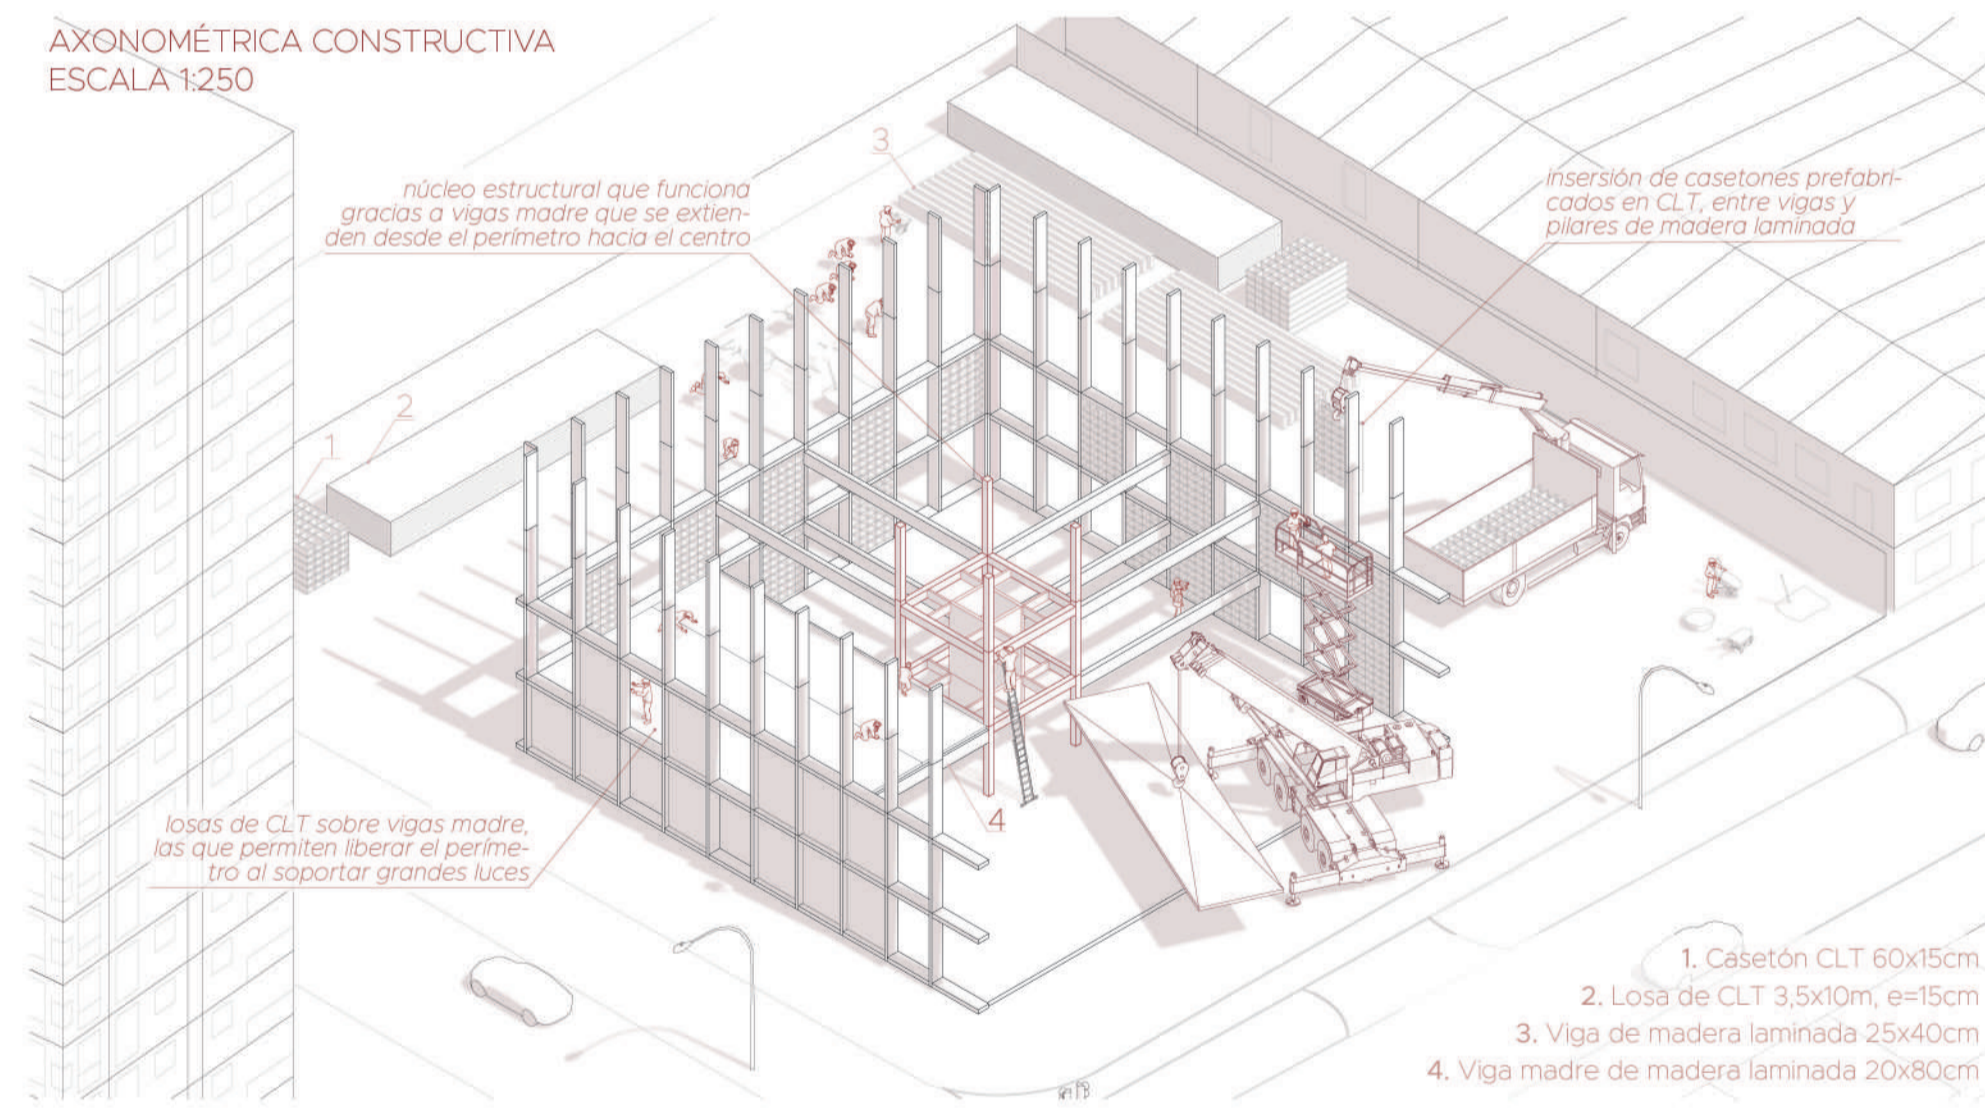 AXONOMÉTRICA CONSTRUCTIVA
ESCALA 1:250
3
núcleo estructural que funciona
gracias a vigas madre que se extien-
den desde el perímetro hacia el centro
insersión de casetones prefabri-
cados en CLT, entre vigas y
pilares de madera laminada
2
1
4
losas de CLT sobre vigas madre,
las que permiten liberar el períme-
tro al soportar grandes luces
1. Casetón CLT 60x15cm
2. Losa de CLT 3,5x10m, e=15cm
3. Viga de madera laminada 25x40cm
4. Viga madre de madera laminada 20x80cm